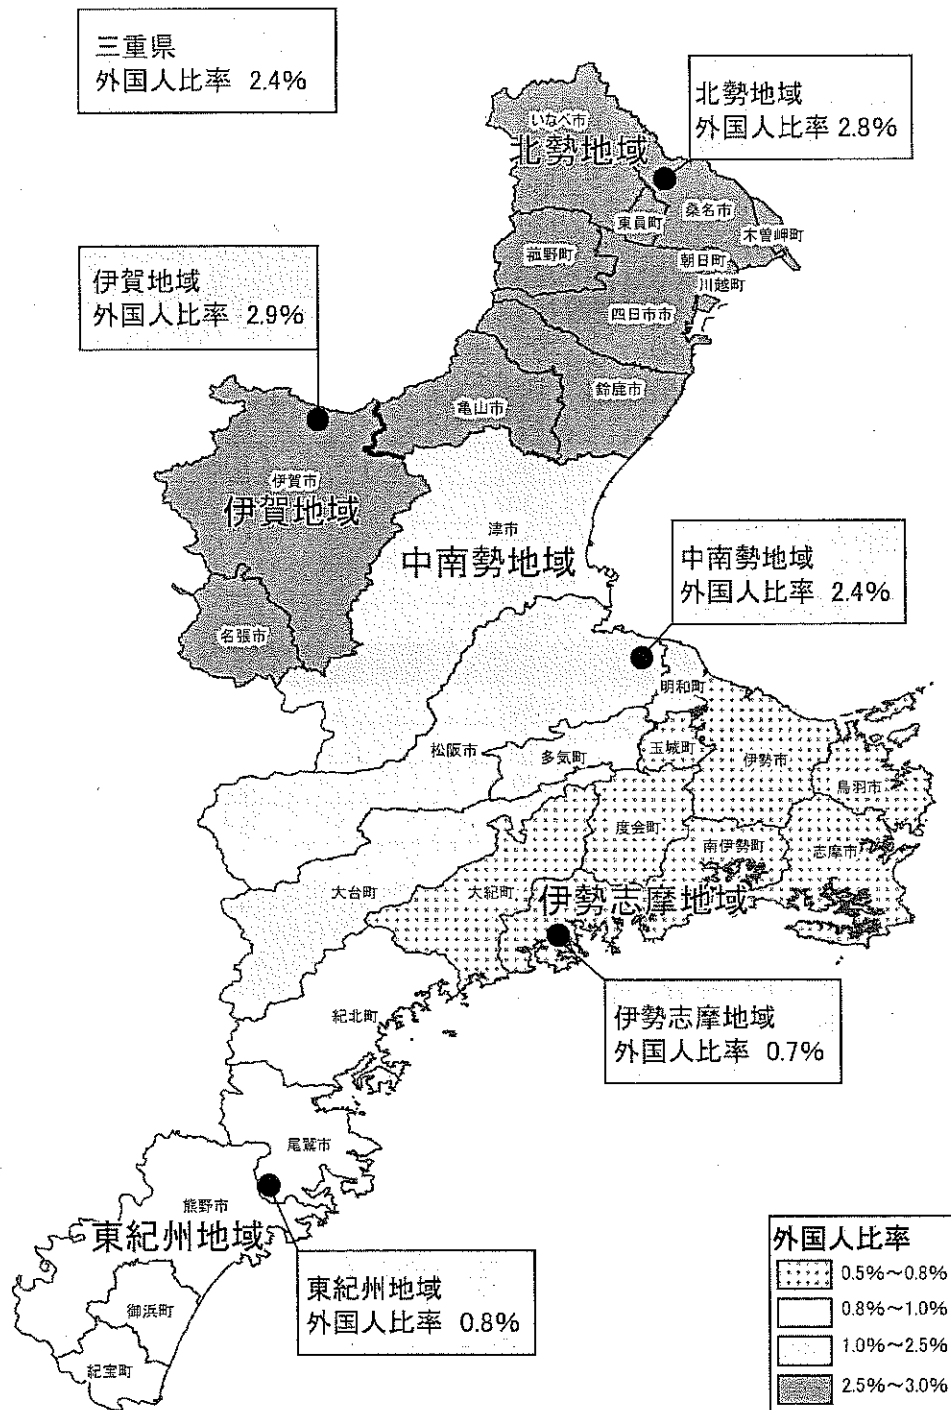 三重県
外国人比率 2.4%
北勢地域
外国人比率 2.8%
いなべ市
北勢地域
東員町
桑名市
木曽岬町
菰野町
朝日町
川越町
四日市市
伊賀地域
外国人比率 2.9%
鈴鹿市
亀山市
伊賀市
伊賀地域
津市
中南勢地域
中南勢地域
外国人比率 2.4%
名張市
明和町
松阪市
多気町
玉城町
伊勢市
鳥羽市
度会町
南伊勢町
志摩市
大台町
大紀町
伊勢志摩地域
紀北町
伊勢志摩地域
外国人比率 0.7%
尾鷲市
熊野市
東紀州地域
東紀州地域
外国人比率 0.8%
御浜町
紀宝町
外国人比率
0.5%～0.8%
0.8%～1.0%
1.0%～2.5%
2.5%～3.0%